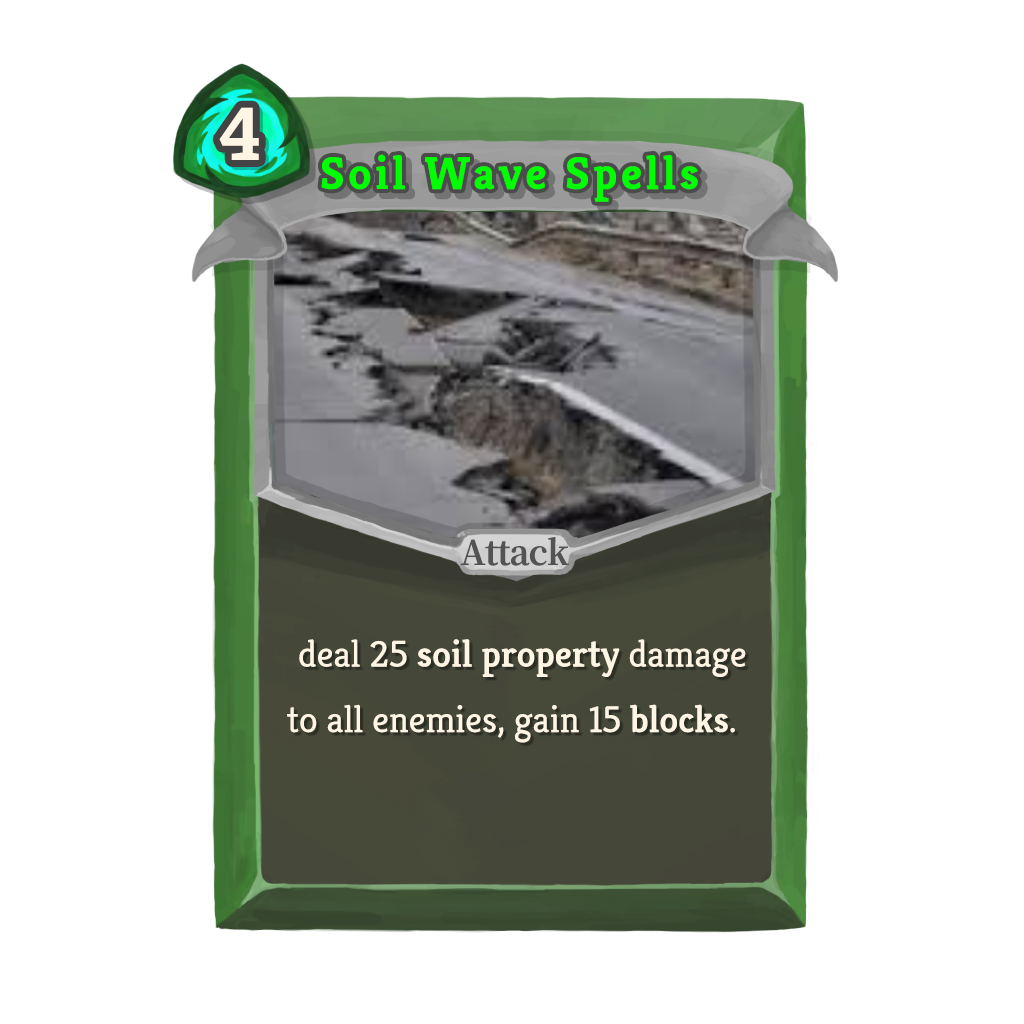 4
Soil Wave Spells
Attack
deal 25 soil property damage
to all enemies, gain 15 blocks.